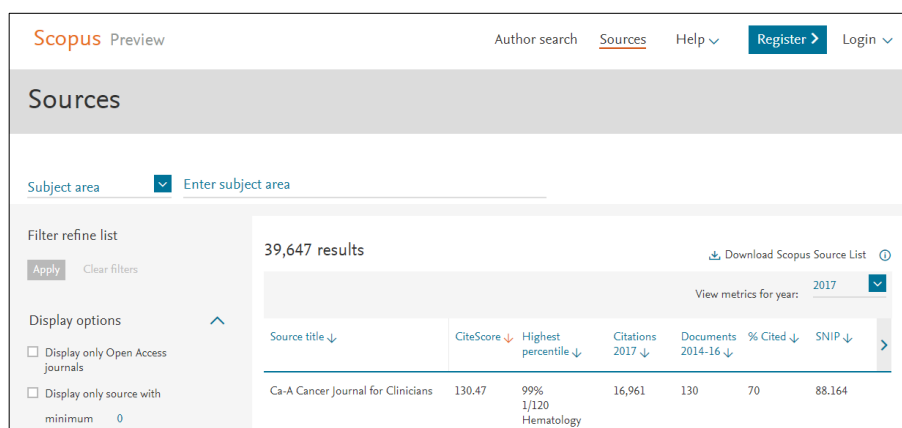 Scopus Preview
Author search Sources Help Register Login
Sources
Subject area Enter subject area
Filter refine list
Apply Clear filters
39,647 results
Download Scopus Source List
View metrics for year: 2017
Display options
Display only Open Access
journals
Display only source with
minimum 0
Source title CiteScore Highest Citations Documents % Cited SNIP
percentile 2017 2014-16
Ca-A Cancer Journal for Clinicians 130.47 99% 16,961 130 70 88.164
1/120
Hematology